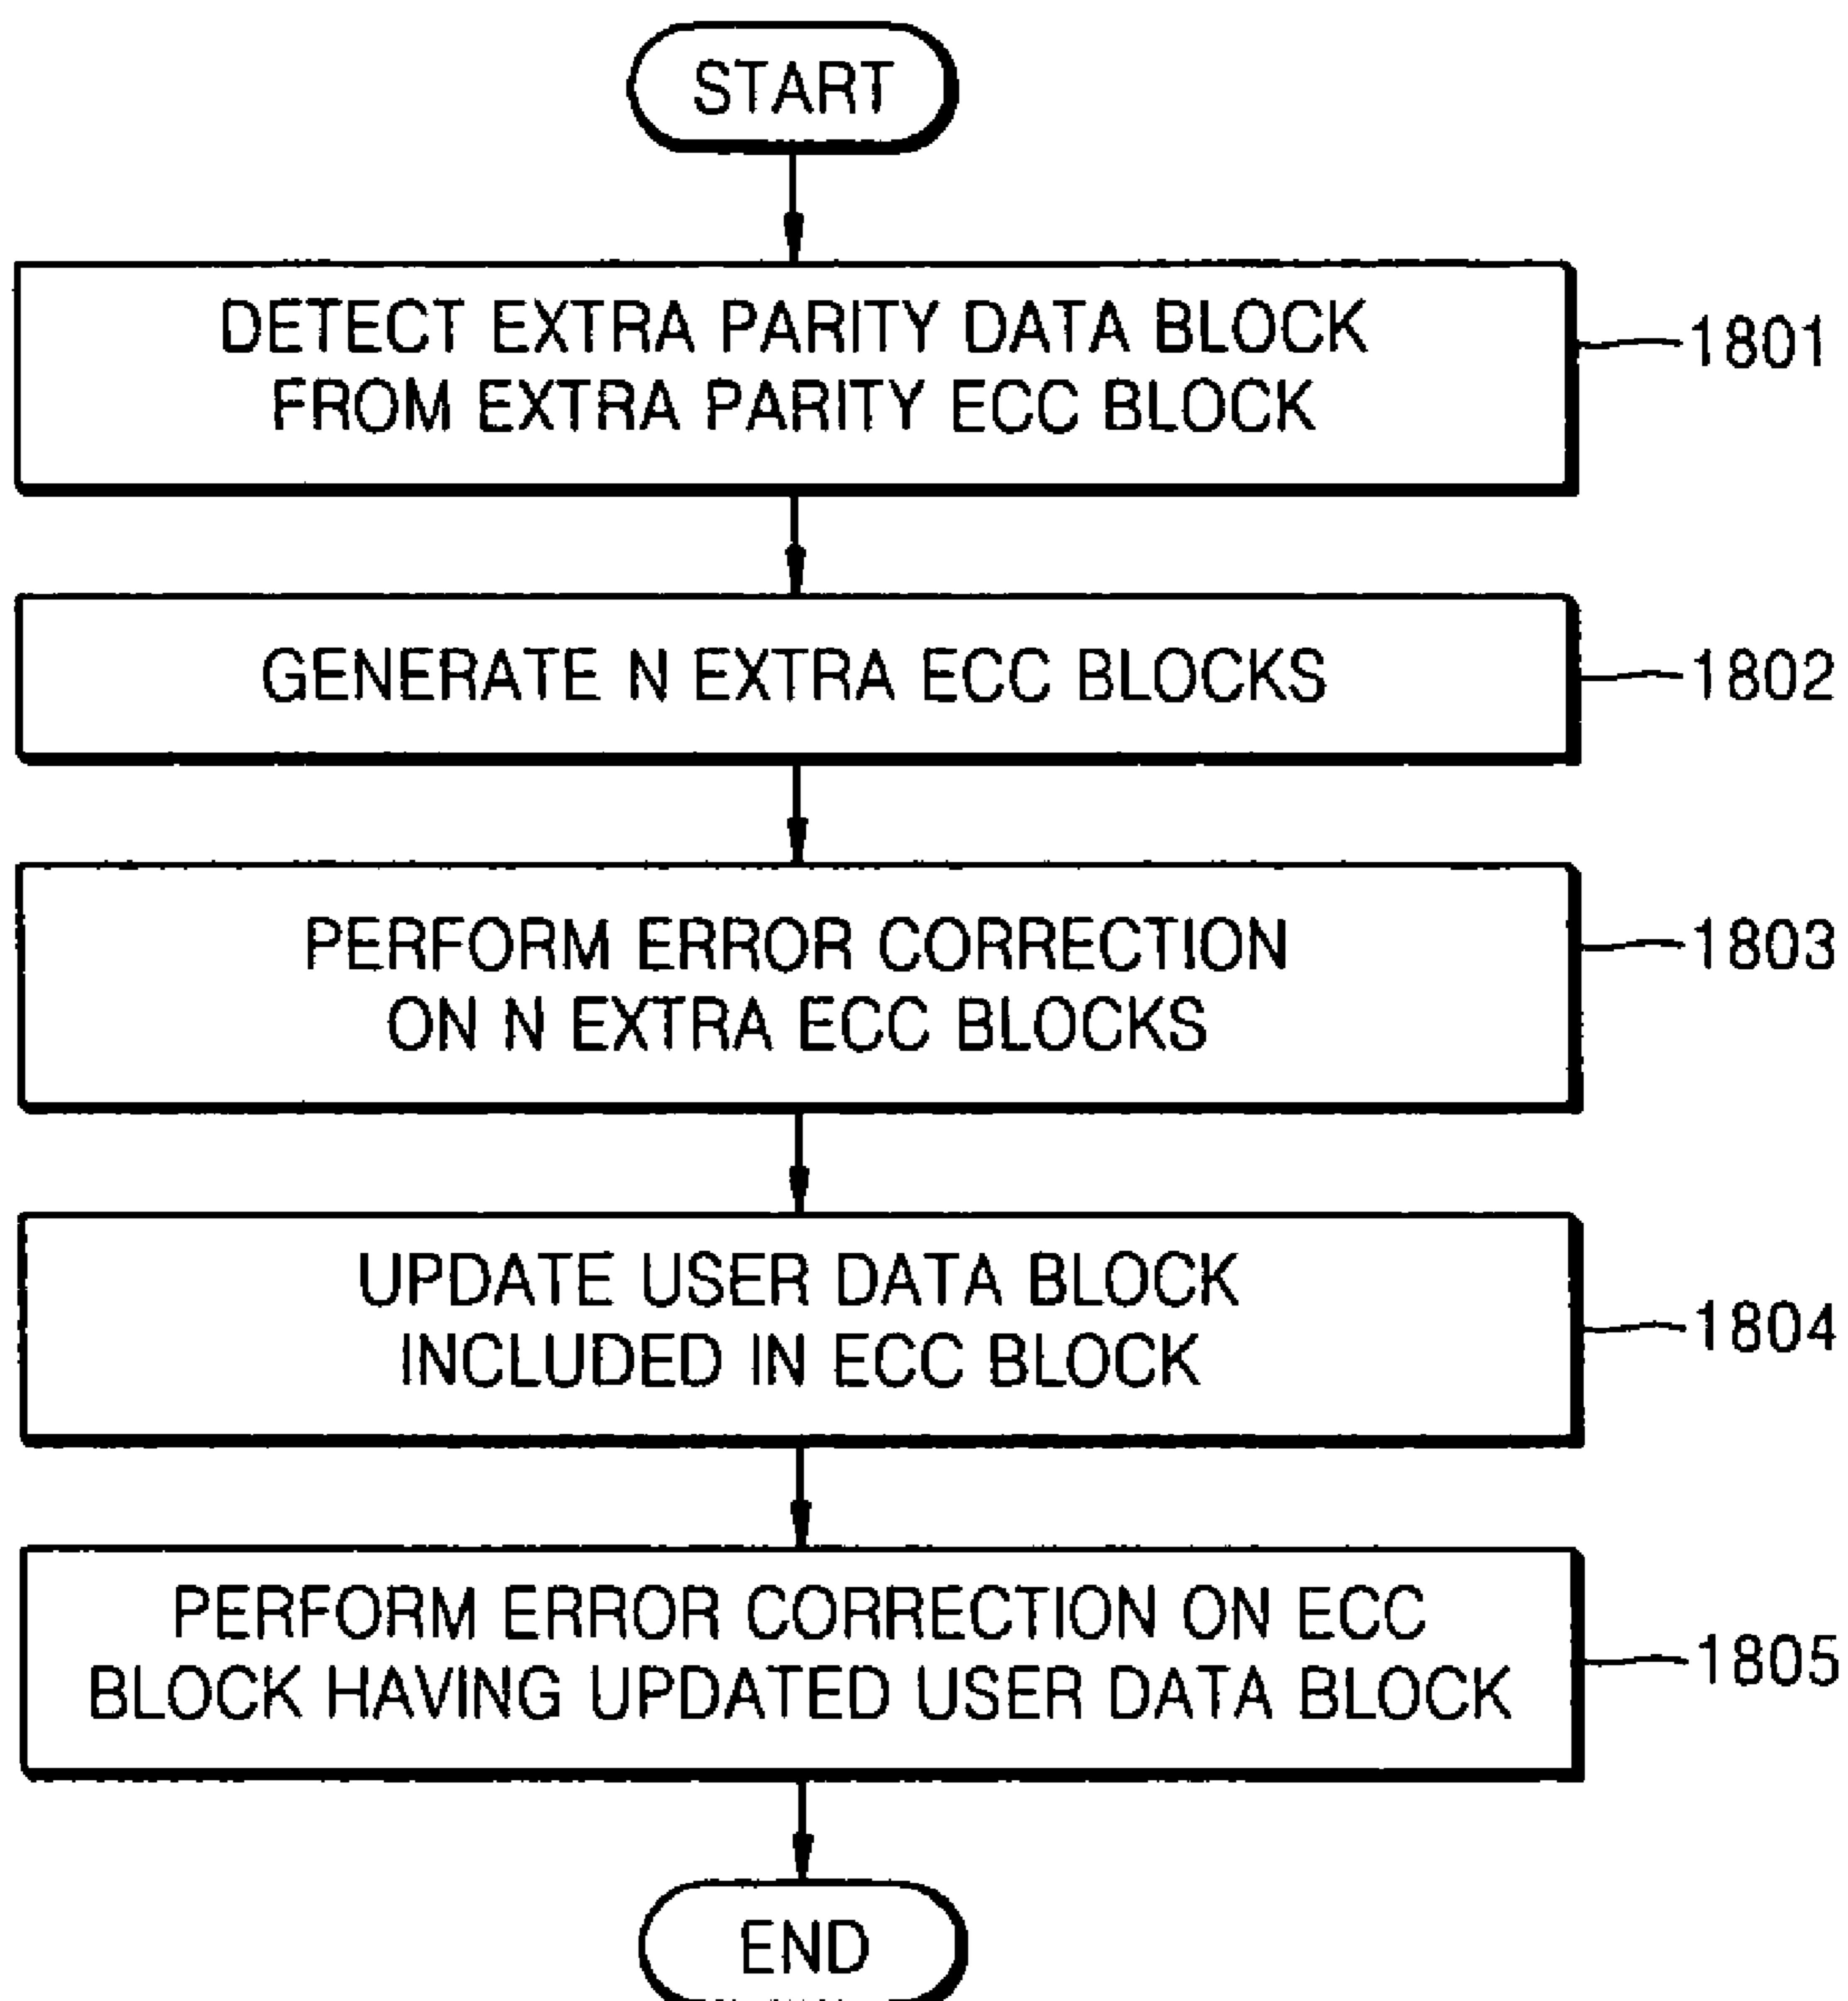 START
DETECT EXTRA PARITY DATA BLOCK
FROM EXTRA PARITY ECC BLOCK
1801
GENERATE N EXTRA ECC BLOCKS
1802
PERFORM ERROR CORRECTION
ON N EXTRA ECC BLOCKS
1803
UPDATE USER DATA BLOCK
INCLUDED IN ECC BLOCK
1804
PERFORM ERROR CORRECTION ON ECC
BLOCK HAVING UPDATED USER DATA BLOCK
1805
END